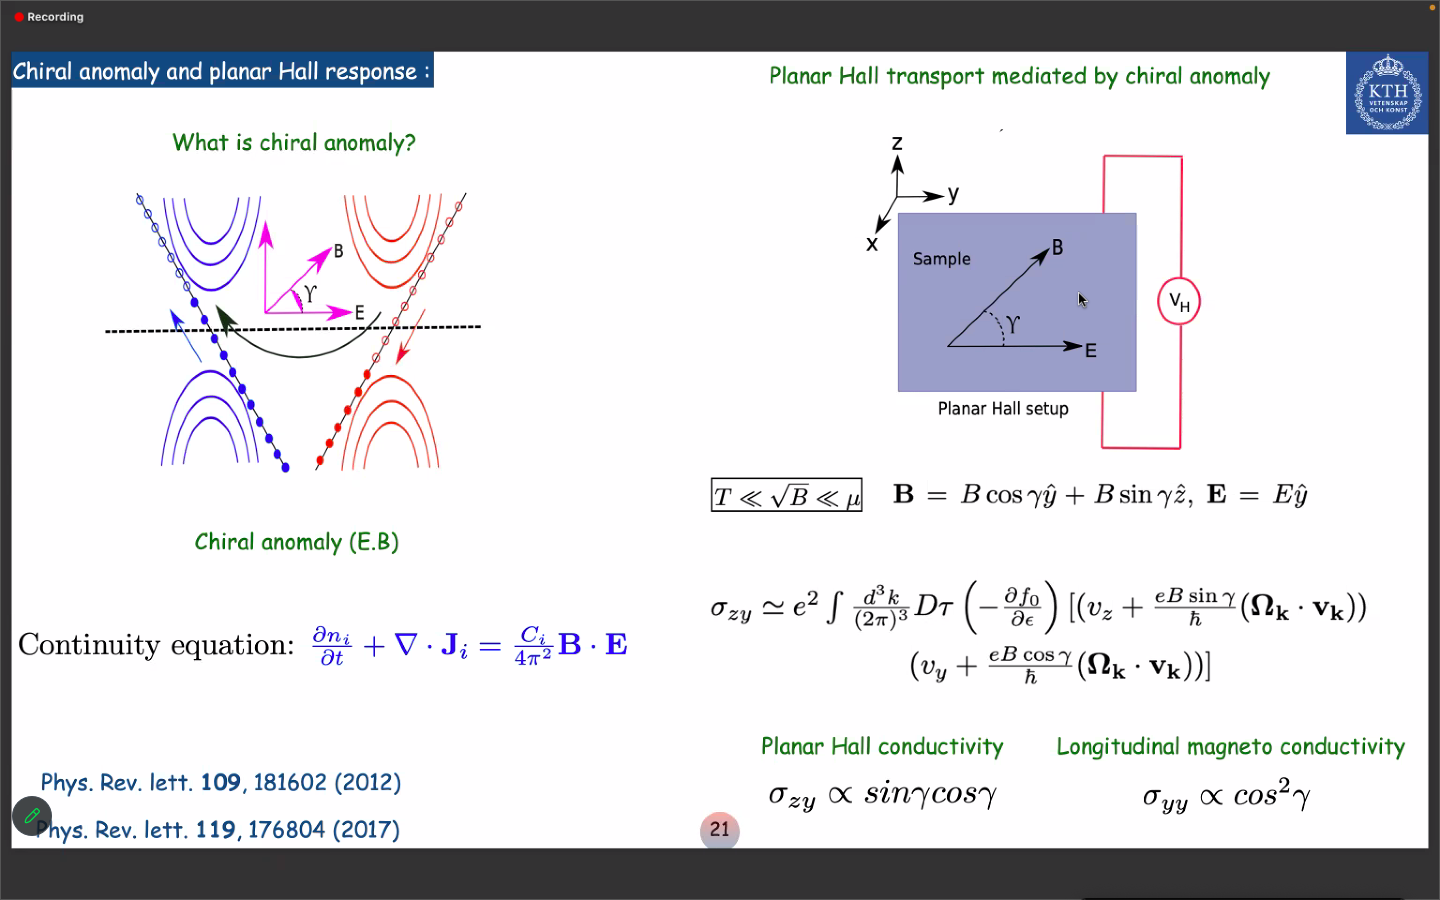 Recording
Chiral anomaly and planar Hall response :
What is chiral anomaly?
B
ϒ
E
Chiral anomaly (E.B)
Continuity equation: ∂n_i/∂t + ∇ · J_i = C_i/4π² B · E
Phys. Rev. lett. 109, 181602 (2012)
Phys. Rev. lett. 119, 176804 (2017)
Planar Hall transport mediated by chiral anomaly
KTH
VETENSKAP
OCH KONST
z
y
x
Sample
B
ϒ
E
V_H
Planar Hall setup
T ≪ √B ≪ μ B = B cos γŷ + B sin γẑ, E = Eŷ
σ_zy ≃ e² ∫ d³k/(2π)³ Dτ (−∂f₀/∂ϵ) [(v_z + eB sin γ/ℏ (Ω_k · v_k))
(v_y + eB cos γ/ℏ (Ω_k · v_k))]
Planar Hall conductivity
σ_zy ∝ sinγcosγ
Longitudinal magneto conductivity
σ_yy ∝ cos²γ
21